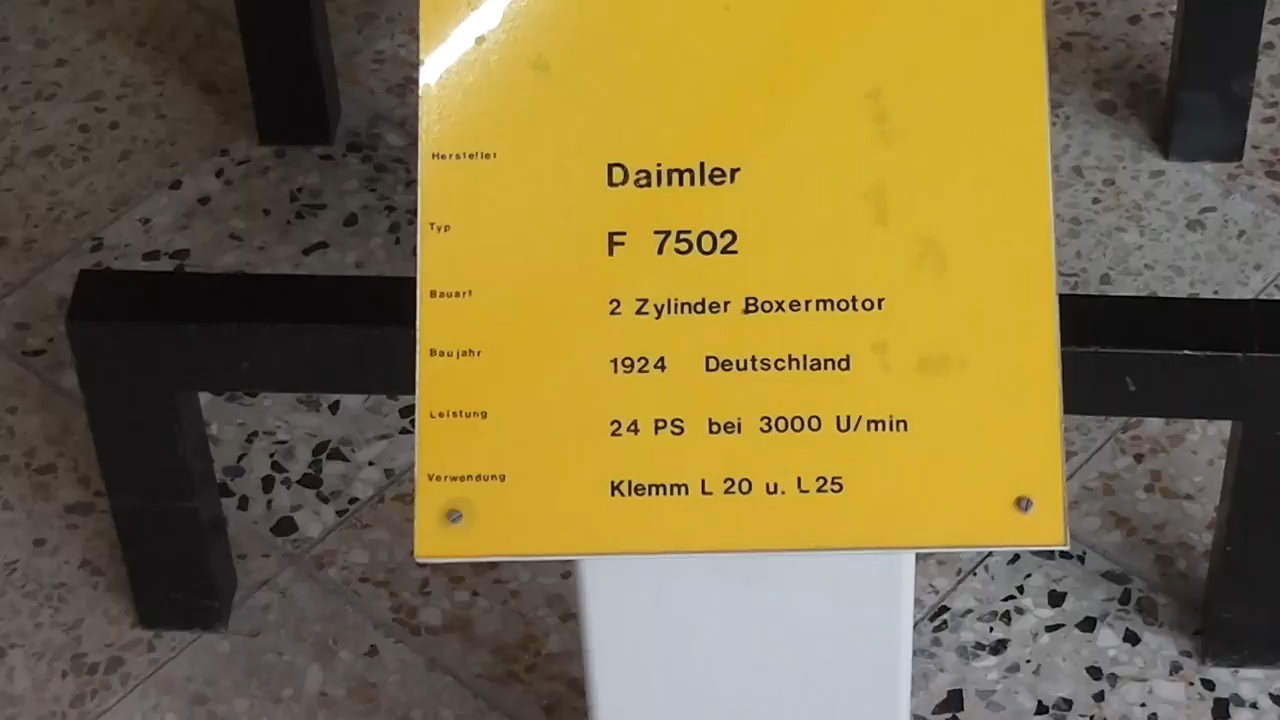 Hersteller Daimler
Typ F 7502
Bauart 2 Zylinder Boxermotor
Baujahr 1924 Deutschland
Leistung 24 PS bei 3000 U/min
Verwendung Klemm L 20 u. L 25